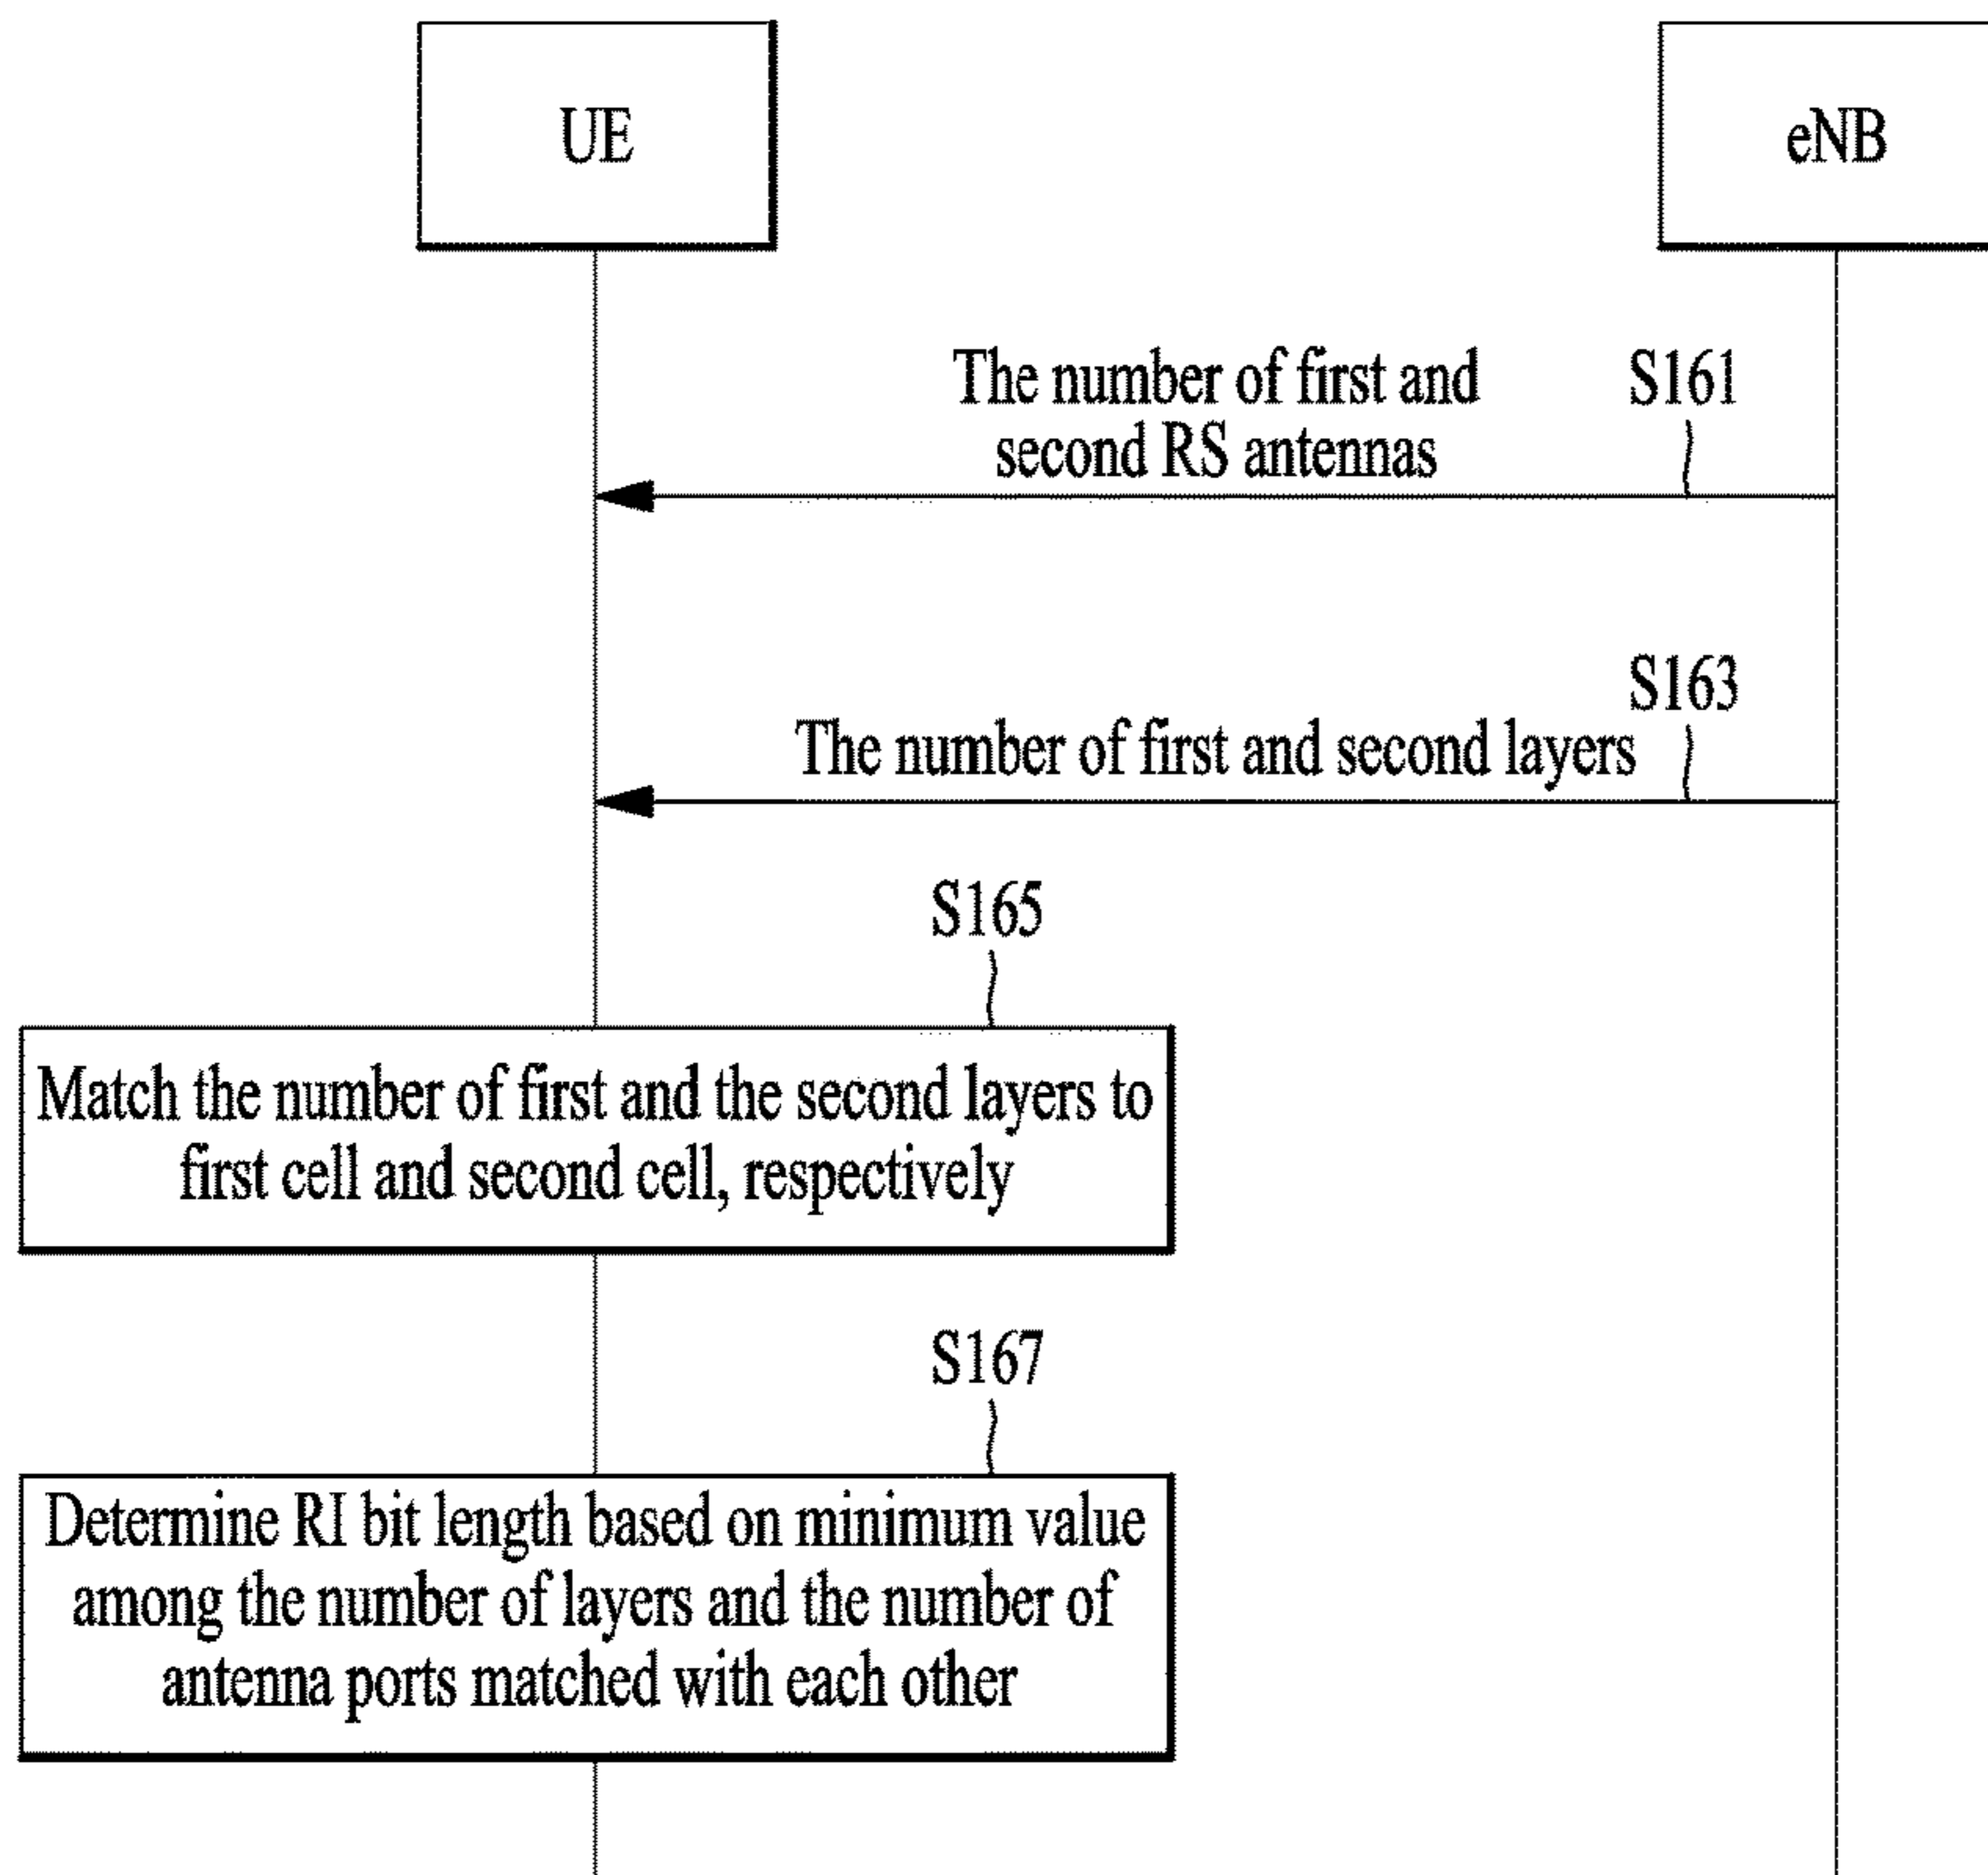 UE
eNB
The number of first and
second RS antennas
S161
The number of first and second layers
S163
S165
Match the number of first and the second layers to
first cell and second cell, respectively
S167
Determine RI bit length based on minimum value
among the number of layers and the number of
antenna ports matched with each other